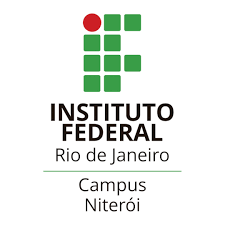 INSTITUTO
FEDERAL
Rio de Janeiro
Campus
Niterói